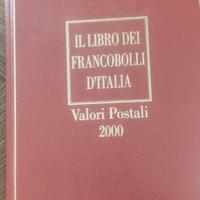 IL LIBRO DEI
FRANCOBOLLI
D'ITALIA
Valori Postali
2000